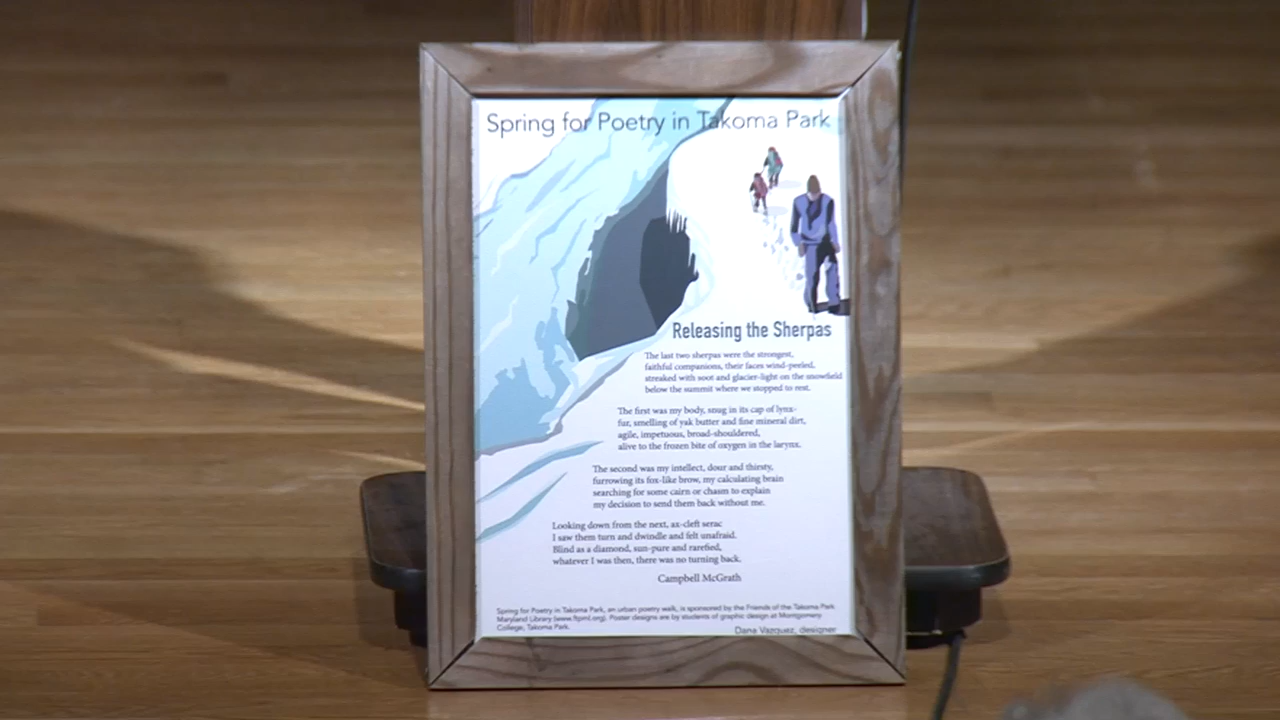 Spring for Poetry in Takoma Park
Releasing the Sherpas
The last two sherpas were the strongest,
faithful companions, their faces wind-peeled,
streaked with soot and glacier-light on the snowfield
below the summit where we stopped to rest.
The first was my body, snug in its cap of lynx-
fur, smelling of yak butter and fine mineral dirt,
agile, impetuous, broad-shouldered,
alive to the frozen bite of oxygen in the larynx.
The second was my intellect, dour and thirsty,
furrowing its fox-like brow, my calculating brain
searching for some cairn or chasm to explain
my decision to send them back without me.
Looking down from the next, ax-cleft serac
I saw them turn and dwindle and felt unafraid.
Blind as a diamond, sun-pure and rarefied,
whatever I was then, there was no turning back.
Campbell McGrath
Spring for Poetry in Takoma Park, an urban poetry walk, is sponsored by the Friends of the Takoma Park
Maryland Library (www.ftpml.org). Poster designs are by students of graphic design at Montgomery
College, Takoma Park.
Dana Vazquez, designer